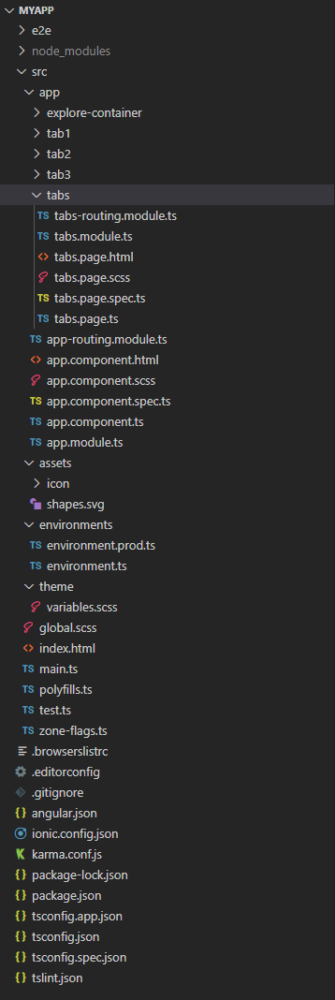 MYAPP
e2e
node_modules
src
app
explore-container
tab1
tab2
tab3
tabs
TS tabs-routing.module.ts
TS tabs.module.ts
<> tabs.page.html
tabs.page.scss
TS tabs.page.spec.ts
TS tabs.page.ts
TS app-routing.module.ts
<> app.component.html
app.component.scss
TS app.component.spec.ts
TS app.component.ts
TS app.module.ts
assets
icon
shapes.svg
environments
TS environment.prod.ts
TS environment.ts
theme
variables.scss
global.scss
<> index.html
TS main.ts
TS polyfills.ts
TS test.ts
TS zone-flags.ts
.browserslistrc
.editorconfig
.gitignore
{ } angular.json
ionic.config.json
karma.conf.js
{ } package-lock.json
{ } package.json
{ } tsconfig.app.json
{ } tsconfig.json
{ } tsconfig.spec.json
{ } tslint.json